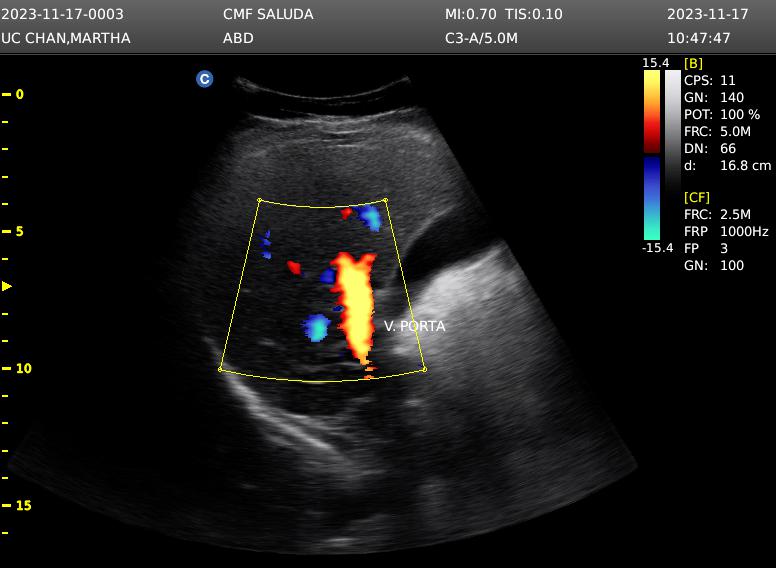 2023-11-17-0003 CMF SALUDA MI:0.70 TIS:0.10 2023-11-17
UC CHAN,MARTHA ABD C3-A/5.0M 10:47:47
C
15.4 [B]
CPS: 11
GN: 140
POT: 100 %
FRC: 5.0M
DN: 66
d: 16.8 cm
[CF]
FRC: 2.5M
FRP 1000Hz
-15.4 FP 3
GN: 100
0
5
V. PORTA
10
15